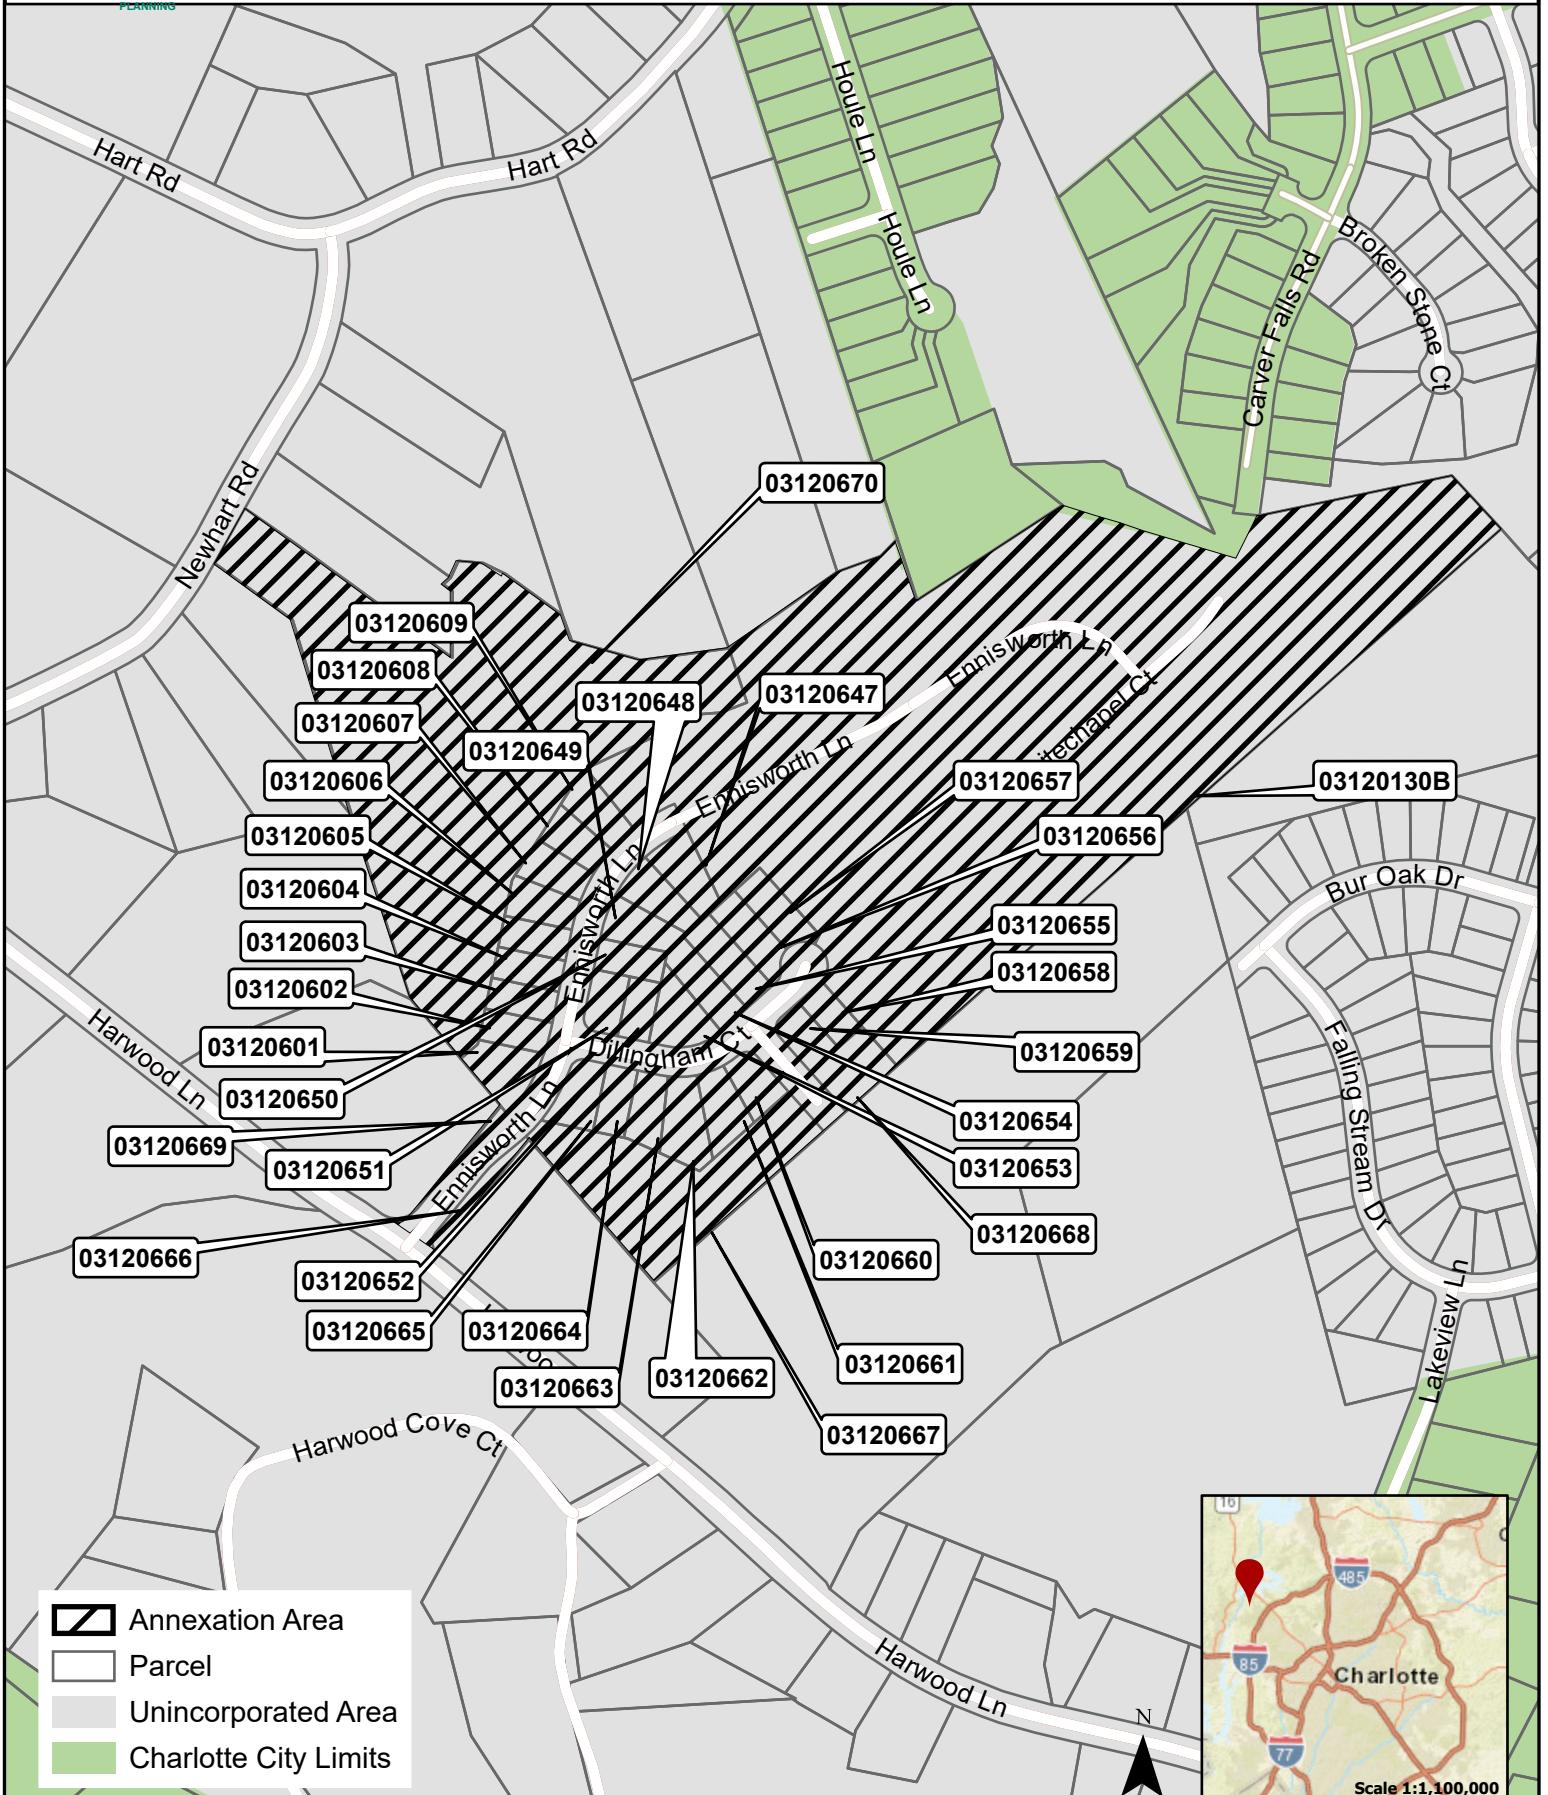 PLANNING
Houle Ln
Hart Rd
Hart Rd
Houle Ln
Broken Stone Ct
Carver Falls Rd
Newhart Rd
03120670
03120609
Ennisworth Ln
03120608
03120648
03120647
03120607
03120649
itechapel Ct
Ennisworth Ln
03120606
03120657
03120130B
03120605
03120656
Bur Oak Dr
03120604
Ennisworth Ln
03120655
03120603
03120658
03120602
Harwood Ln
03120601
Dillingham Ct
03120659
03120650
Falling Stream Dr
03120654
03120669
Ennisworth Ln
03120651
03120653
03120668
03120666
03120660
03120652
03120665
03120664
Lakeview Ln
03120661
03120662
03120663
03120667
Harwood Cove Ct
16
485
Annexation Area
Parcel
85
Charlotte
Harwood Ln
Unincorporated Area
N
Charlotte City Limits
77
Scale 1:1,100,000